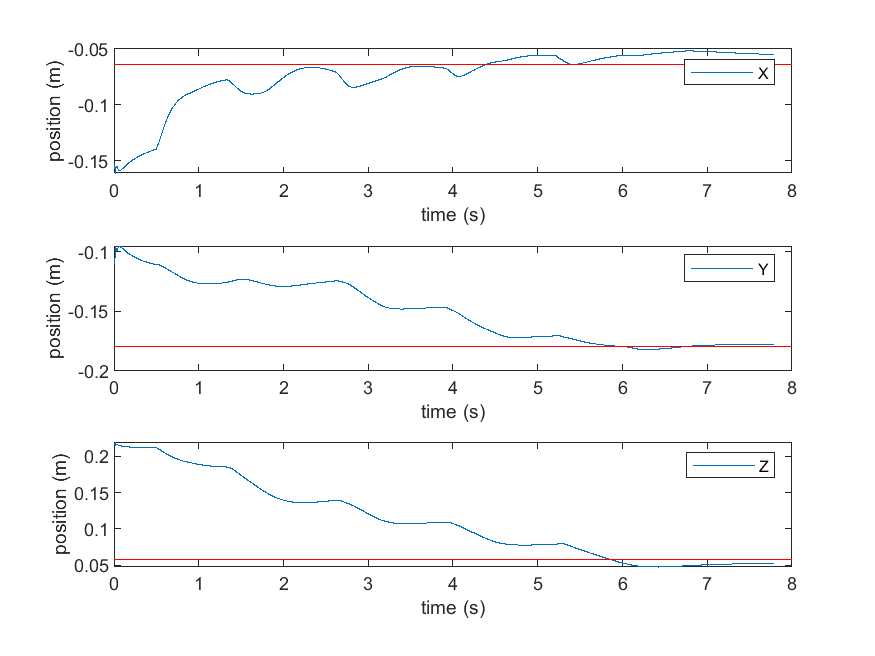 -0.05
-0.1
-0.15
position (m)
X
0 1 2 3 4 5 6 7 8
time (s)
-0.1
-0.15
-0.2
position (m)
Y
0 1 2 3 4 5 6 7 8
time (s)
0.2
0.15
0.1
0.05
position (m)
Z
0 1 2 3 4 5 6 7 8
time (s)